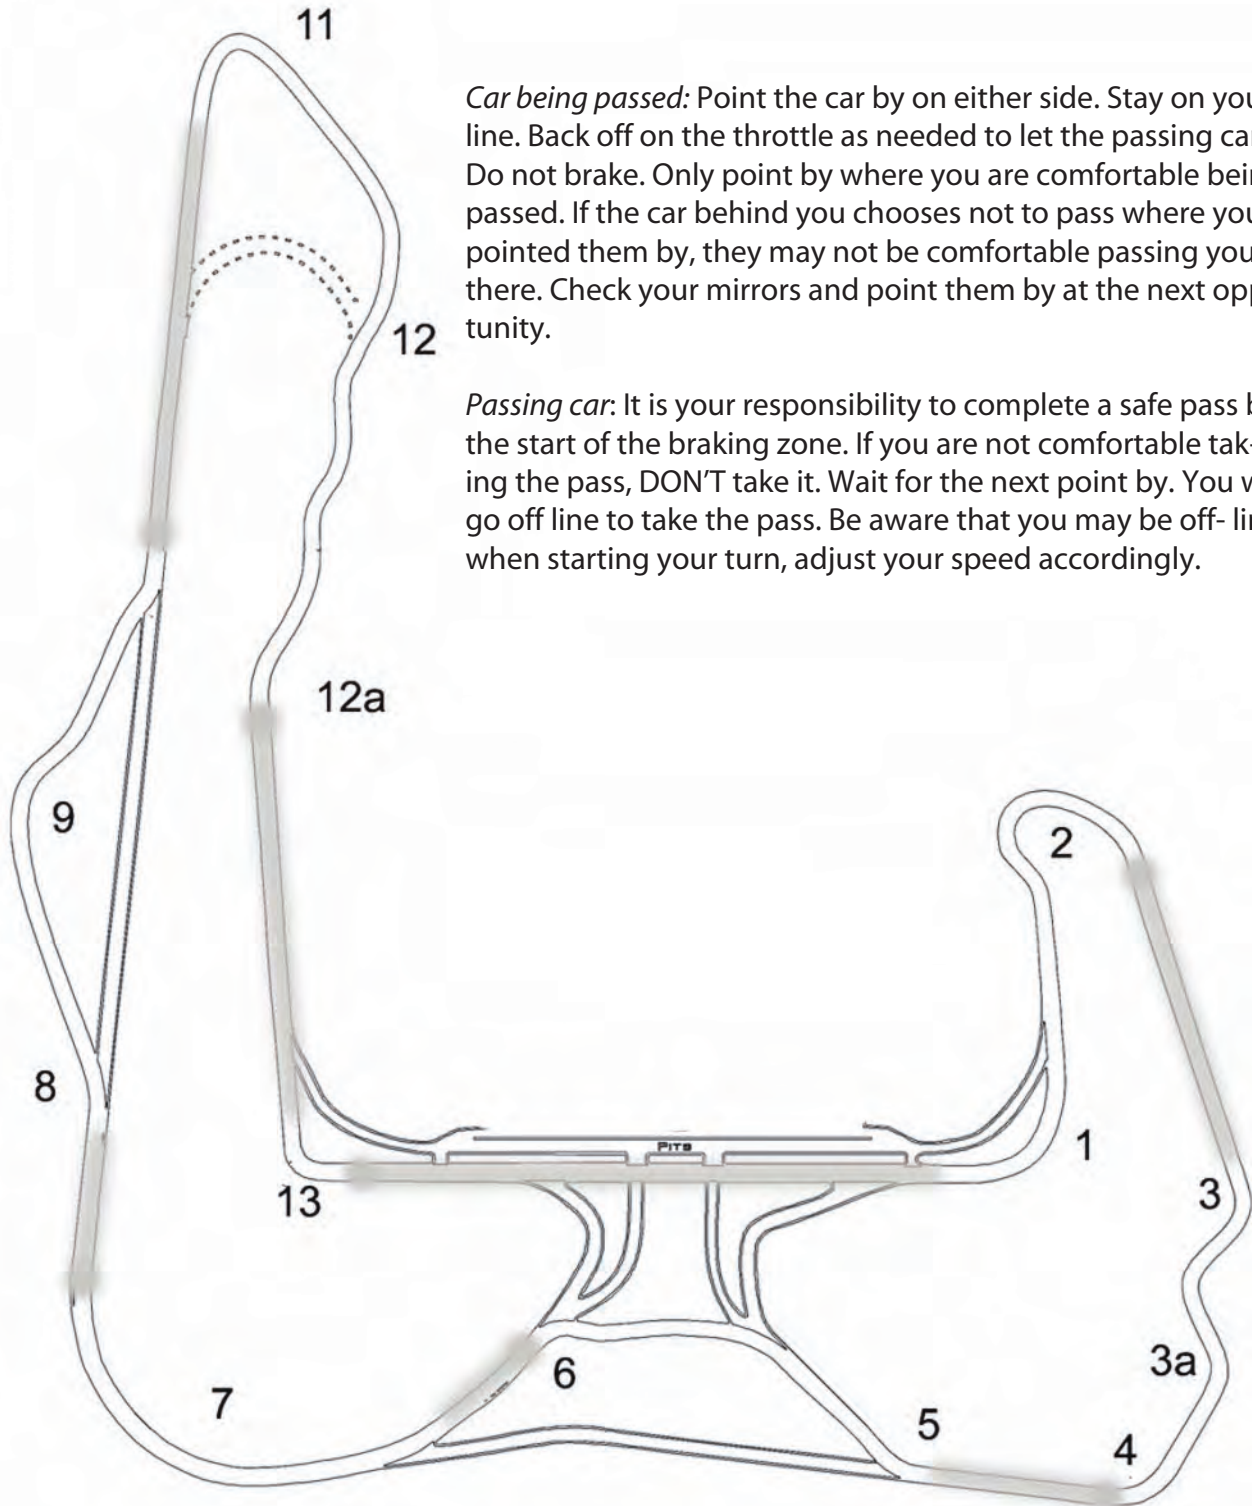 11
Car being passed: Point the car by on either side. Stay on you
line. Back off on the throttle as needed to let the passing car
Do not brake. Only point by where you are comfortable bei
passed. If the car behind you chooses not to pass where you
pointed them by, they may not be comfortable passing you
there. Check your mirrors and point them by at the next opp
12
tunity.
Passing car: It is your responsibility to complete a safe pass b
the start of the braking zone. If you are not comfortable tak-
ing the pass, DON'T take it. Wait for the next point by. You w
go off line to take the pass. Be aware that you may be off- li
when starting your turn, adjust your speed accordingly.
12a
9
2
8
PITS
1
13
3
3a
6
7
5
4